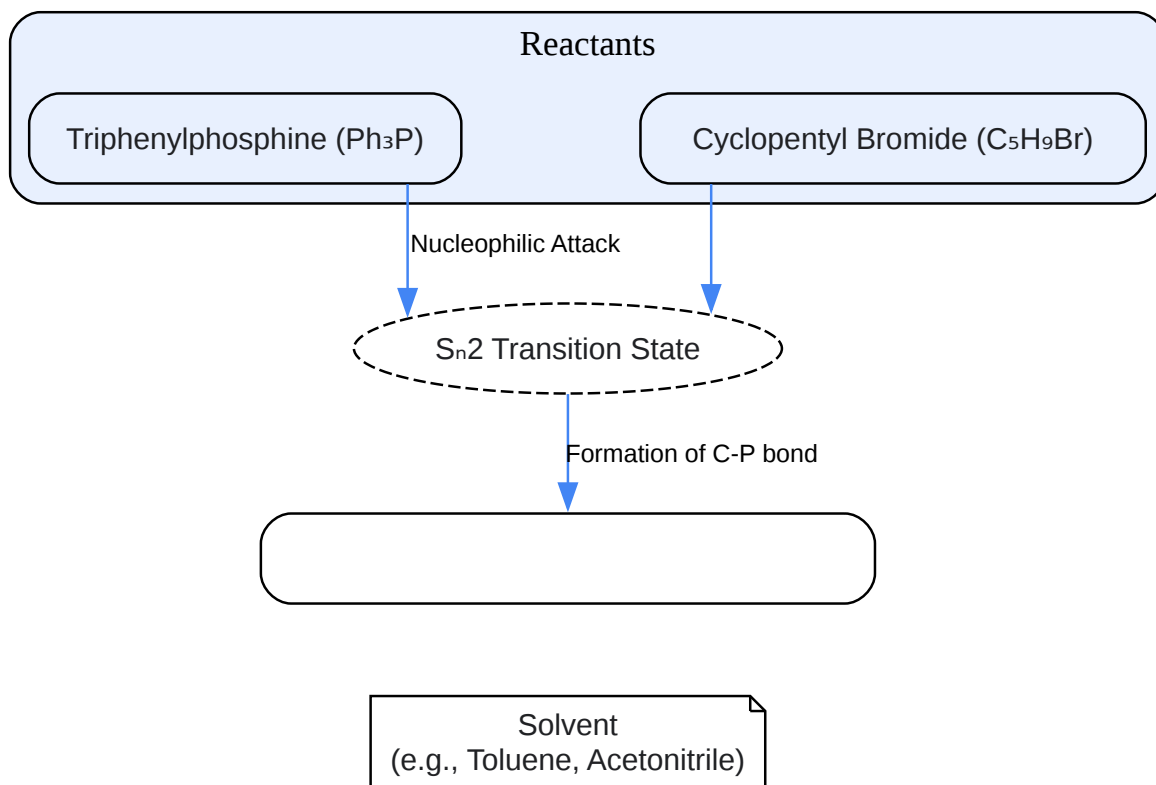 Reactants
Triphenylphosphine (Ph₃P)
Cyclopentyl Bromide (C₅H₉Br)
Nucleophilic Attack
Sₙ2 Transition State
Formation of C-P bond
Solvent
(e.g., Toluene, Acetonitrile)